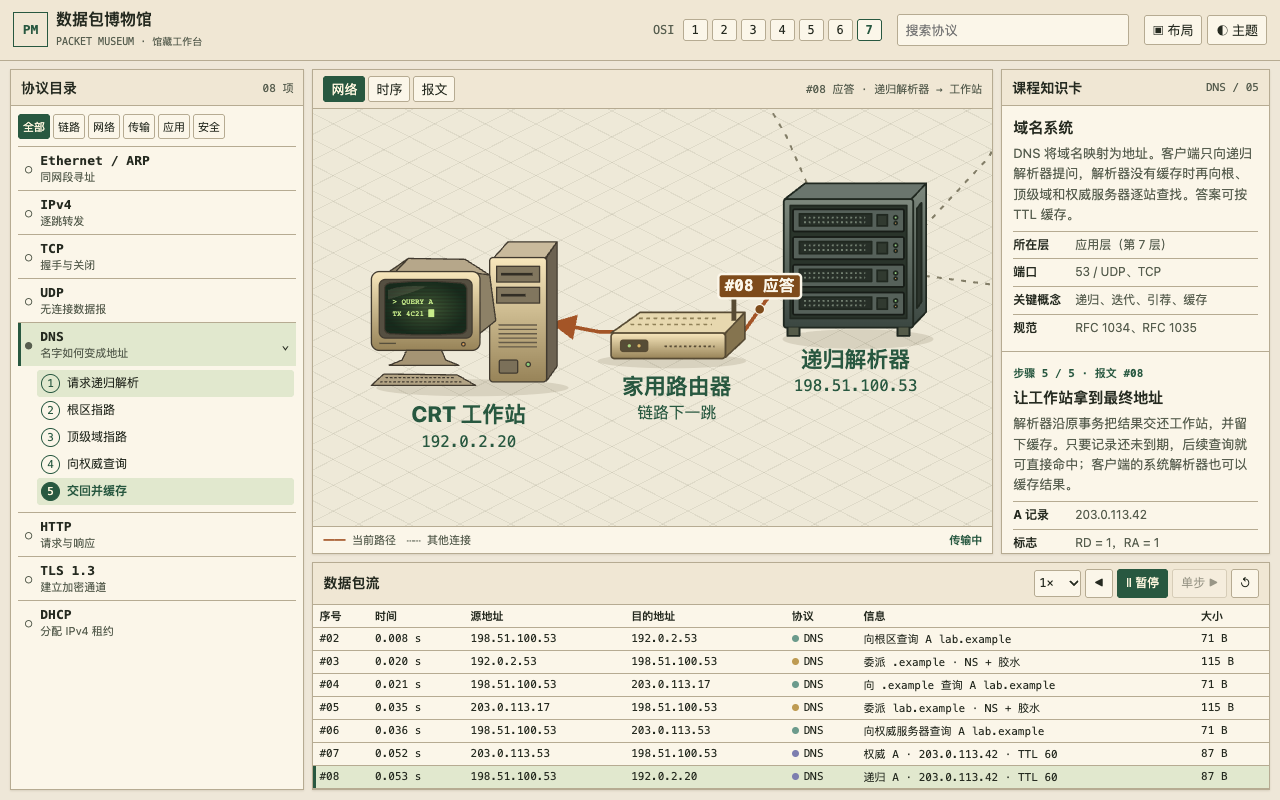 PM
数据包博物馆
PACKET MUSEUM · 馆藏工作台
OSI 1 2 3 4 5 6 7
搜索协议
▣ 布局
◐ 主题
协议目录
08 项
全部 链路 网络 传输 应用 安全
Ethernet / ARP
同网段寻址
IPv4
逐跳转发
TCP
握手与关闭
UDP
无连接数据报
DNS
名字如何变成地址
1 请求递归解析
2 根区指路
3 顶级域指路
4 向权威查询
5 交回并缓存
HTTP
请求与响应
TLS 1.3
建立加密通道
DHCP
分配 IPv4 租约
网络 时序 报文
#08 应答 · 递归解析器 → 工作站
> QUERY A
TX 4C21
#08 应答
CRT 工作站
192.0.2.20
家用路由器
链路下一跳
递归解析器
198.51.100.53
当前路径
其他连接
传输中
课程知识卡
DNS / 05
域名系统
DNS 将域名映射为地址。客户端只向递归
解析器提问，解析器没有缓存时再向根、
顶级域和权威服务器逐站查找。答案可按
TTL 缓存。
所在层 应用层（第 7 层）
端口 53 / UDP、TCP
关键概念 递归、迭代、引荐、缓存
规范 RFC 1034、RFC 1035
步骤 5 / 5 · 报文 #08
让工作站拿到最终地址
解析器沿原事务把结果交还工作站，并留
下缓存。只要记录还未到期，后续查询就
可直接命中；客户端的系统解析器也可以
缓存结果。
A 记录 203.0.113.42
标志 RD = 1，RA = 1
数据包流
1×
◀
Ⅱ 暂停
单步 ▶
↺
序号 时间 源地址 目的地址 协议 信息 大小
#02 0.008 s 198.51.100.53 192.0.2.53 DNS 向根区查询 A lab.example 71 B
#03 0.020 s 192.0.2.53 198.51.100.53 DNS 委派 .example · NS + 胶水 115 B
#04 0.021 s 198.51.100.53 203.0.113.17 DNS 向 .example 查询 A lab.example 71 B
#05 0.035 s 203.0.113.17 198.51.100.53 DNS 委派 lab.example · NS + 胶水 115 B
#06 0.036 s 198.51.100.53 203.0.113.53 DNS 向权威服务器查询 A lab.example 71 B
#07 0.052 s 203.0.113.53 198.51.100.53 DNS 权威 A · 203.0.113.42 · TTL 60 87 B
#08 0.053 s 198.51.100.53 192.0.2.20 DNS 递归 A · 203.0.113.42 · TTL 60 87 B